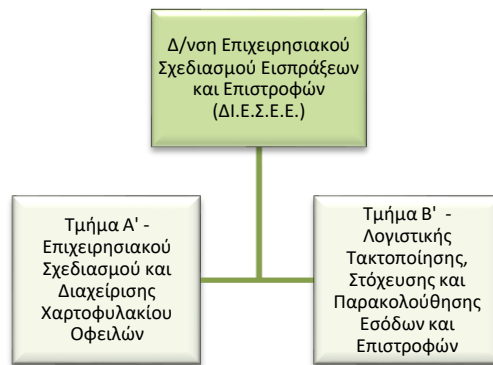 Δ/νση Επιχειρησιακού
Σχεδιασμού Εισπράξεων
και Επιστροφών
(ΔΙ.Ε.Σ.Ε.Ε.)
Τμήμα Α' -
Επιχειρησιακού
Σχεδιασμού και
Διαχείρισης
Χαρτοφυλακίου
Οφειλών
Τμήμα Β' -
Λογιστικής
Τακτοποίησης,
Στόχευσης και
Παρακολούθησης
Εσόδων και
Επιστροφών